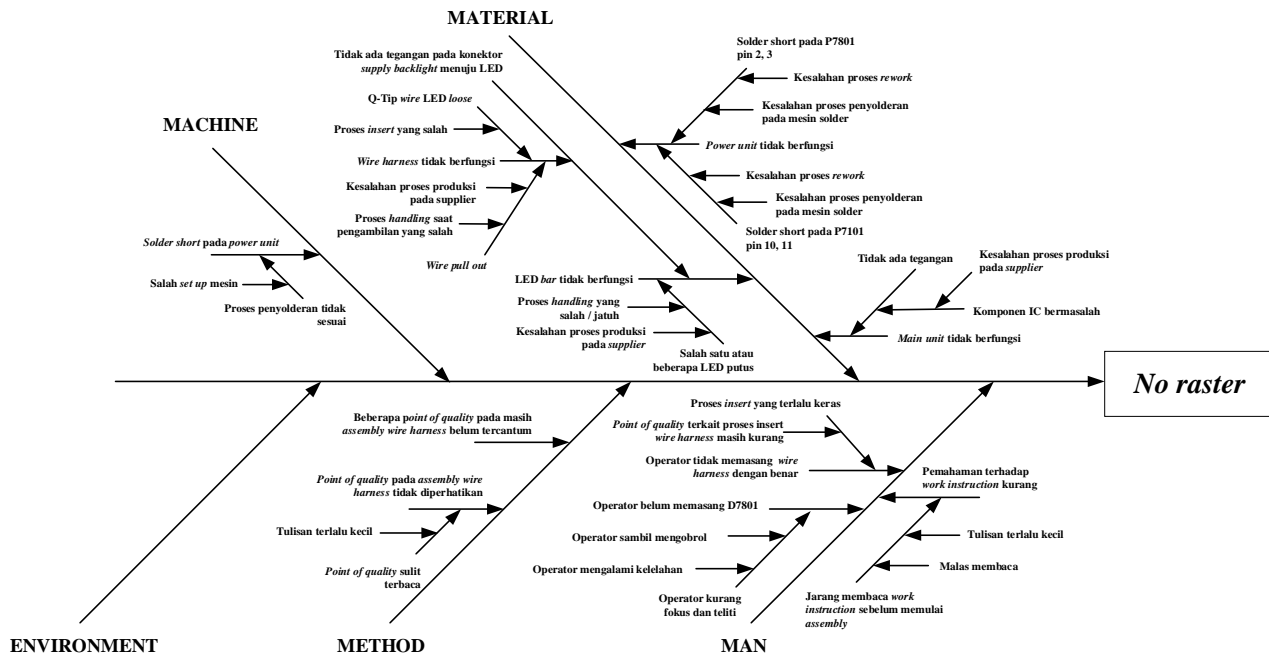 MATERIAL
Solder short pada P7801
pin 2, 3
Tidak ada tegangan pada konektor
supply backlight menuju LED
Kesalahan proses rework
Q-Tip wire LED loose
Kesalahan proses penyolderan
pada mesin solder
MACHINE
Proses insert yang salah
Power unit tidak berfungsi
Wire harness tidak berfungsi
Kesalahan proses rework
Kesalahan proses produksi
pada supplier
Kesalahan proses penyolderan
pada mesin solder
Proses handling saat
pengambilan yang salah
Solder short pada P7101
pin 10, 11
Solder short pada power unit
Wire pull out
Tidak ada tegangan
Kesalahan proses produksi
pada supplier
LED bar tidak berfungsi
Salah set up mesin
Proses penyolderan tidak
sesuai
Proses handling yang
salah / jatuh
Komponen IC bermasalah
Kesalahan proses produksi
pada supplier
Main unit tidak berfungsi
Salah satu atau
beberapa LED putus
No raster
Beberapa point of quality pada masih
assembly wire harness belum tercantum
Proses insert yang terlalu keras
Point of quality terkait proses insert
wire harness masih kurang
Operator tidak memasang wire
harness dengan benar
Pemahaman terhadap
work instruction kurang
Point of quality pada assembly wire
harness tidak diperhatikan
Operator belum memasang D7801
Tulisan terlalu kecil
Operator sambil mengobrol
Tulisan terlalu kecil
Point of quality sulit
terbaca
Operator mengalami kelelahan
Malas membaca
Operator kurang
fokus dan teliti
Jarang membaca work
instruction sebelum memulai
assembly
ENVIRONMENT
METHOD
MAN